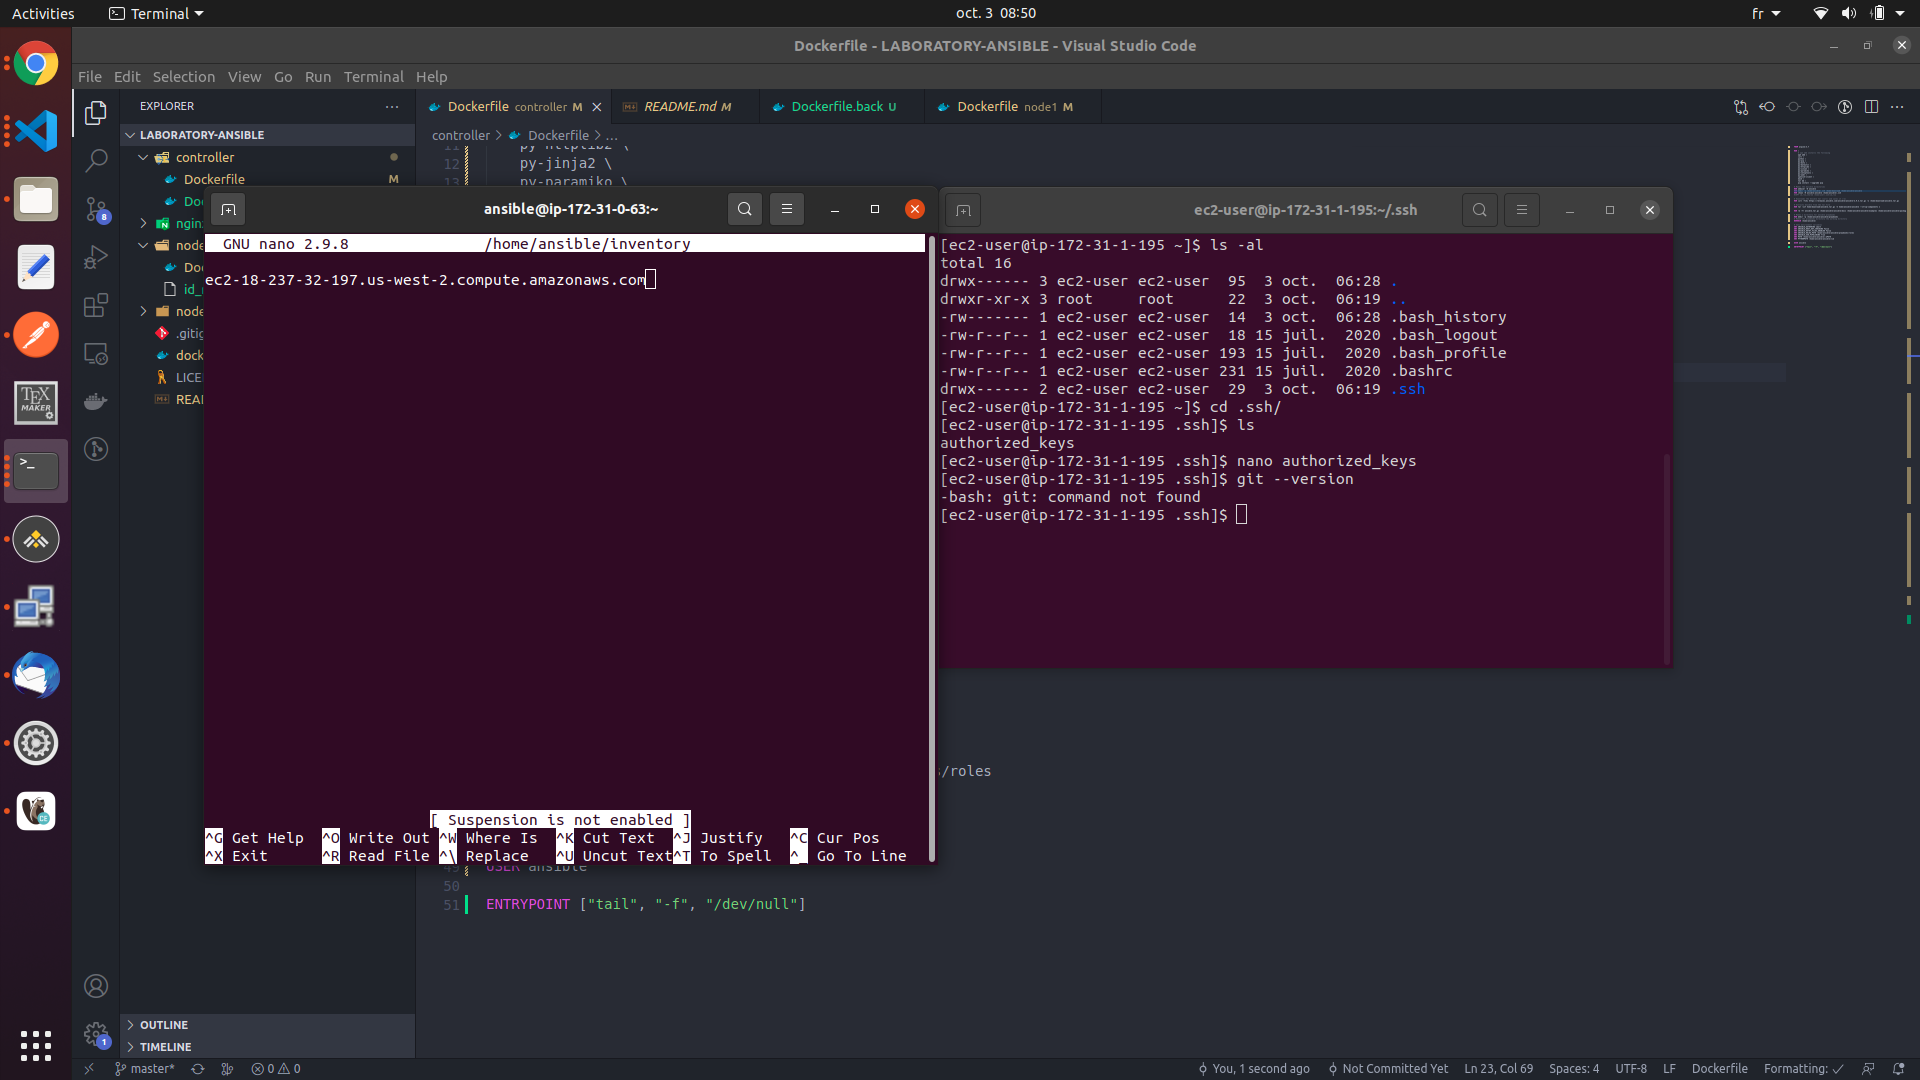 Activities
Terminal
oct. 3 08:50
fr
Dockerfile - LABORATORY-ANSIBLE - Visual Studio Code
File Edit Selection View Go Run Terminal Help
EXPLORER
Dockerfile controller M
README.md M
Dockerfile.back U
Dockerfile node1 M
LABORATORY-ANSIBLE
controller > Dockerfile > ...
controller
Dockerfile M
12 py-jinja2 \
13 py-paramiko \
TEX MAKER
8
ansible@ip-172-31-0-63:~
GNU nano 2.9.8 /home/ansible/inventory
ec2-18-237-32-197.us-west-2.compute.amazonaws.com
[ Suspension is not enabled ]
^G Get Help ^O Write Out ^W Where Is ^K Cut Text ^J Justify ^C Cur Pos
^X Exit ^R Read File ^\ Replace ^U Uncut Text ^T To Spell ^_ Go To Line
ec2-user@ip-172-31-1-195:~/.ssh
[ec2-user@ip-172-31-1-195 ~]$ ls -al
total 16
drwx------ 3 ec2-user ec2-user 95 3 oct. 06:28 .
drwxr-xr-x 3 root root 22 3 oct. 06:19 ..
-rw------- 1 ec2-user ec2-user 14 3 oct. 06:28 .bash_history
-rw-r--r-- 1 ec2-user ec2-user 18 15 juil. 2020 .bash_logout
-rw-r--r-- 1 ec2-user ec2-user 193 15 juil. 2020 .bash_profile
-rw-r--r-- 1 ec2-user ec2-user 231 15 juil. 2020 .bashrc
drwx------ 2 ec2-user ec2-user 29 3 oct. 06:19 .ssh
[ec2-user@ip-172-31-1-195 ~]$ cd .ssh/
[ec2-user@ip-172-31-1-195 .ssh]$ ls
authorized_keys
[ec2-user@ip-172-31-1-195 .ssh]$ nano authorized_keys
[ec2-user@ip-172-31-1-195 .ssh]$ git --version
-bash: git: command not found
[ec2-user@ip-172-31-1-195 .ssh]$
/roles
USER ansible
50
51 ENTRYPOINT ["tail", "-f", "/dev/null"]
1
OUTLINE
TIMELINE
master* 0 0
You, 1 second ago Not Committed Yet Ln 23, Col 69 Spaces: 4 UTF-8 LF Dockerfile Formatting: ✓